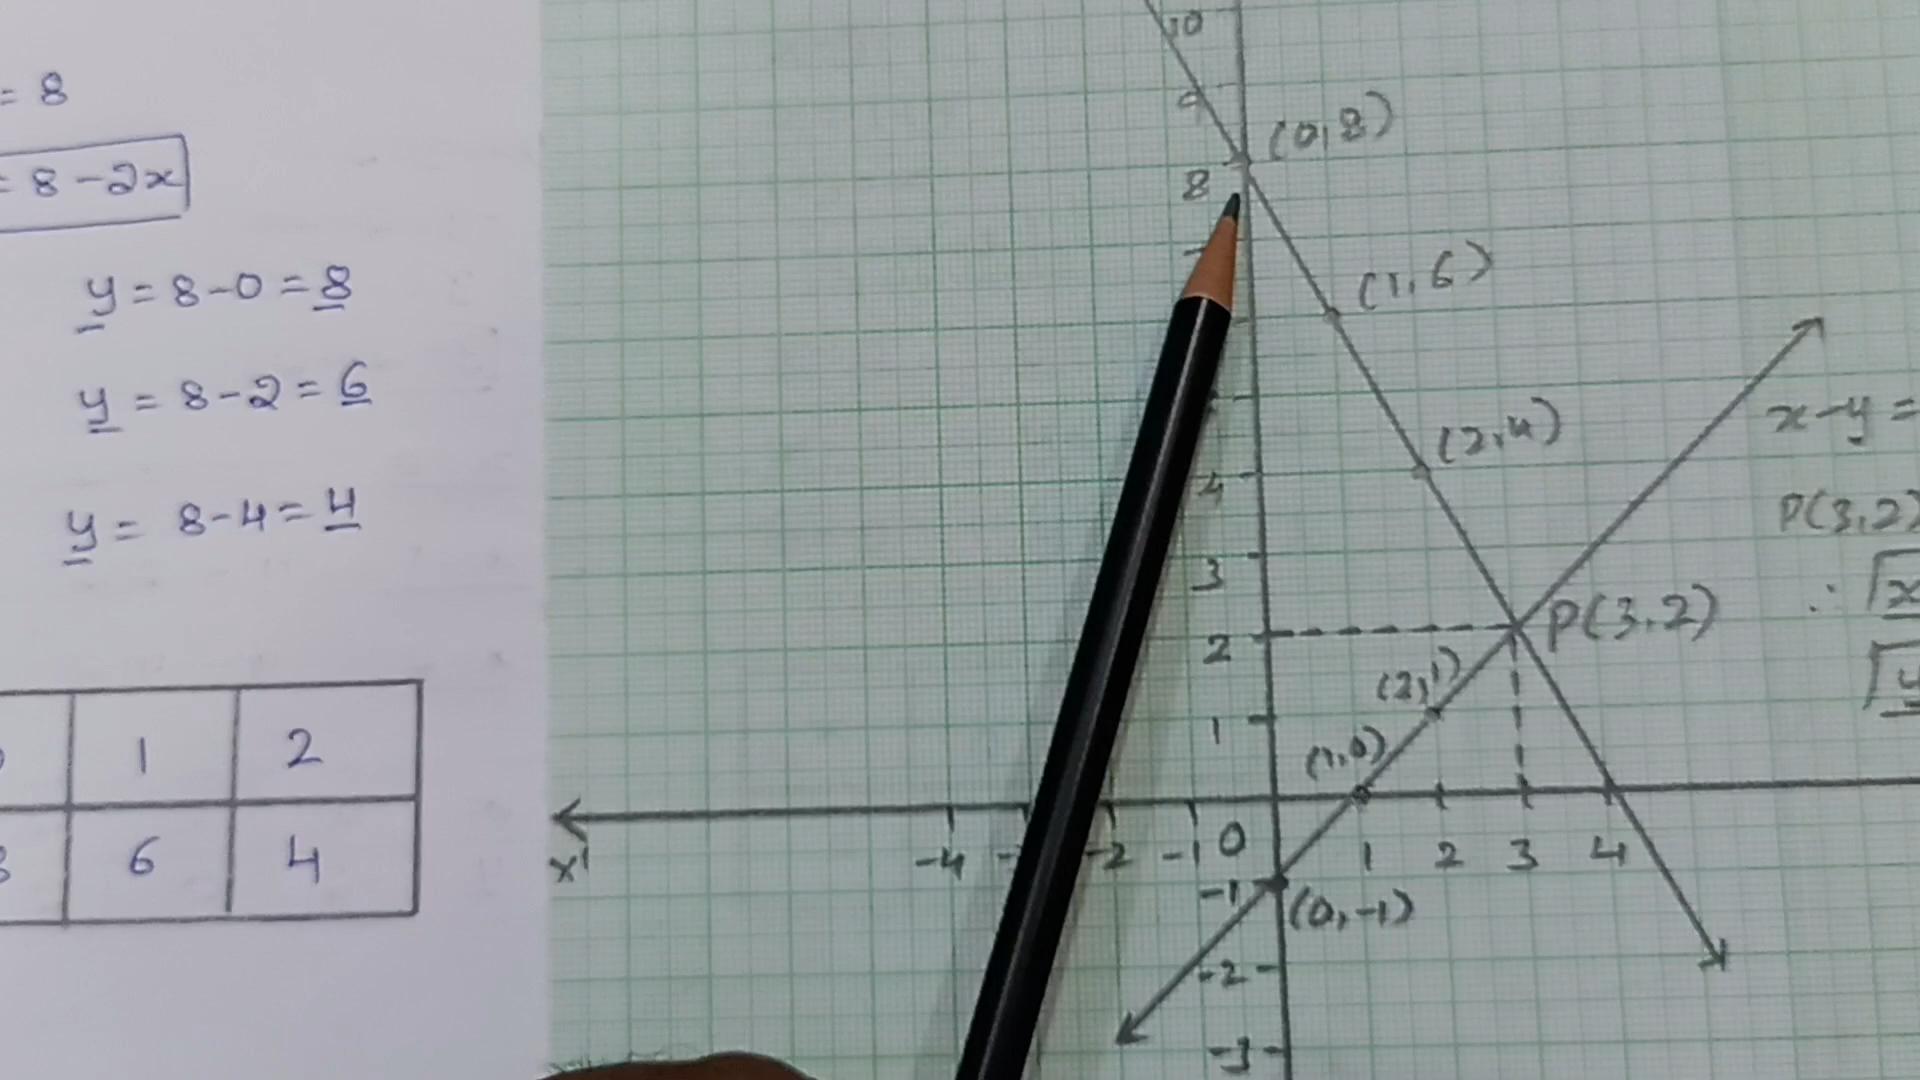 = 8
= 8 - 2x
y = 8 - 0 = 8
y = 8 - 2 = 6
y = 8 - 4 = 4
1 2
6 4
10
9
(0,8)
8
(1,6)
x - y =
(2,4)
4
P(3,2)
3
∴ x
P(3,2)
2
y
(2,1)
1
(1,0)
x'
-4 -2 -1 0 1 2 3 4
-1
(0,-1)
-2
-3